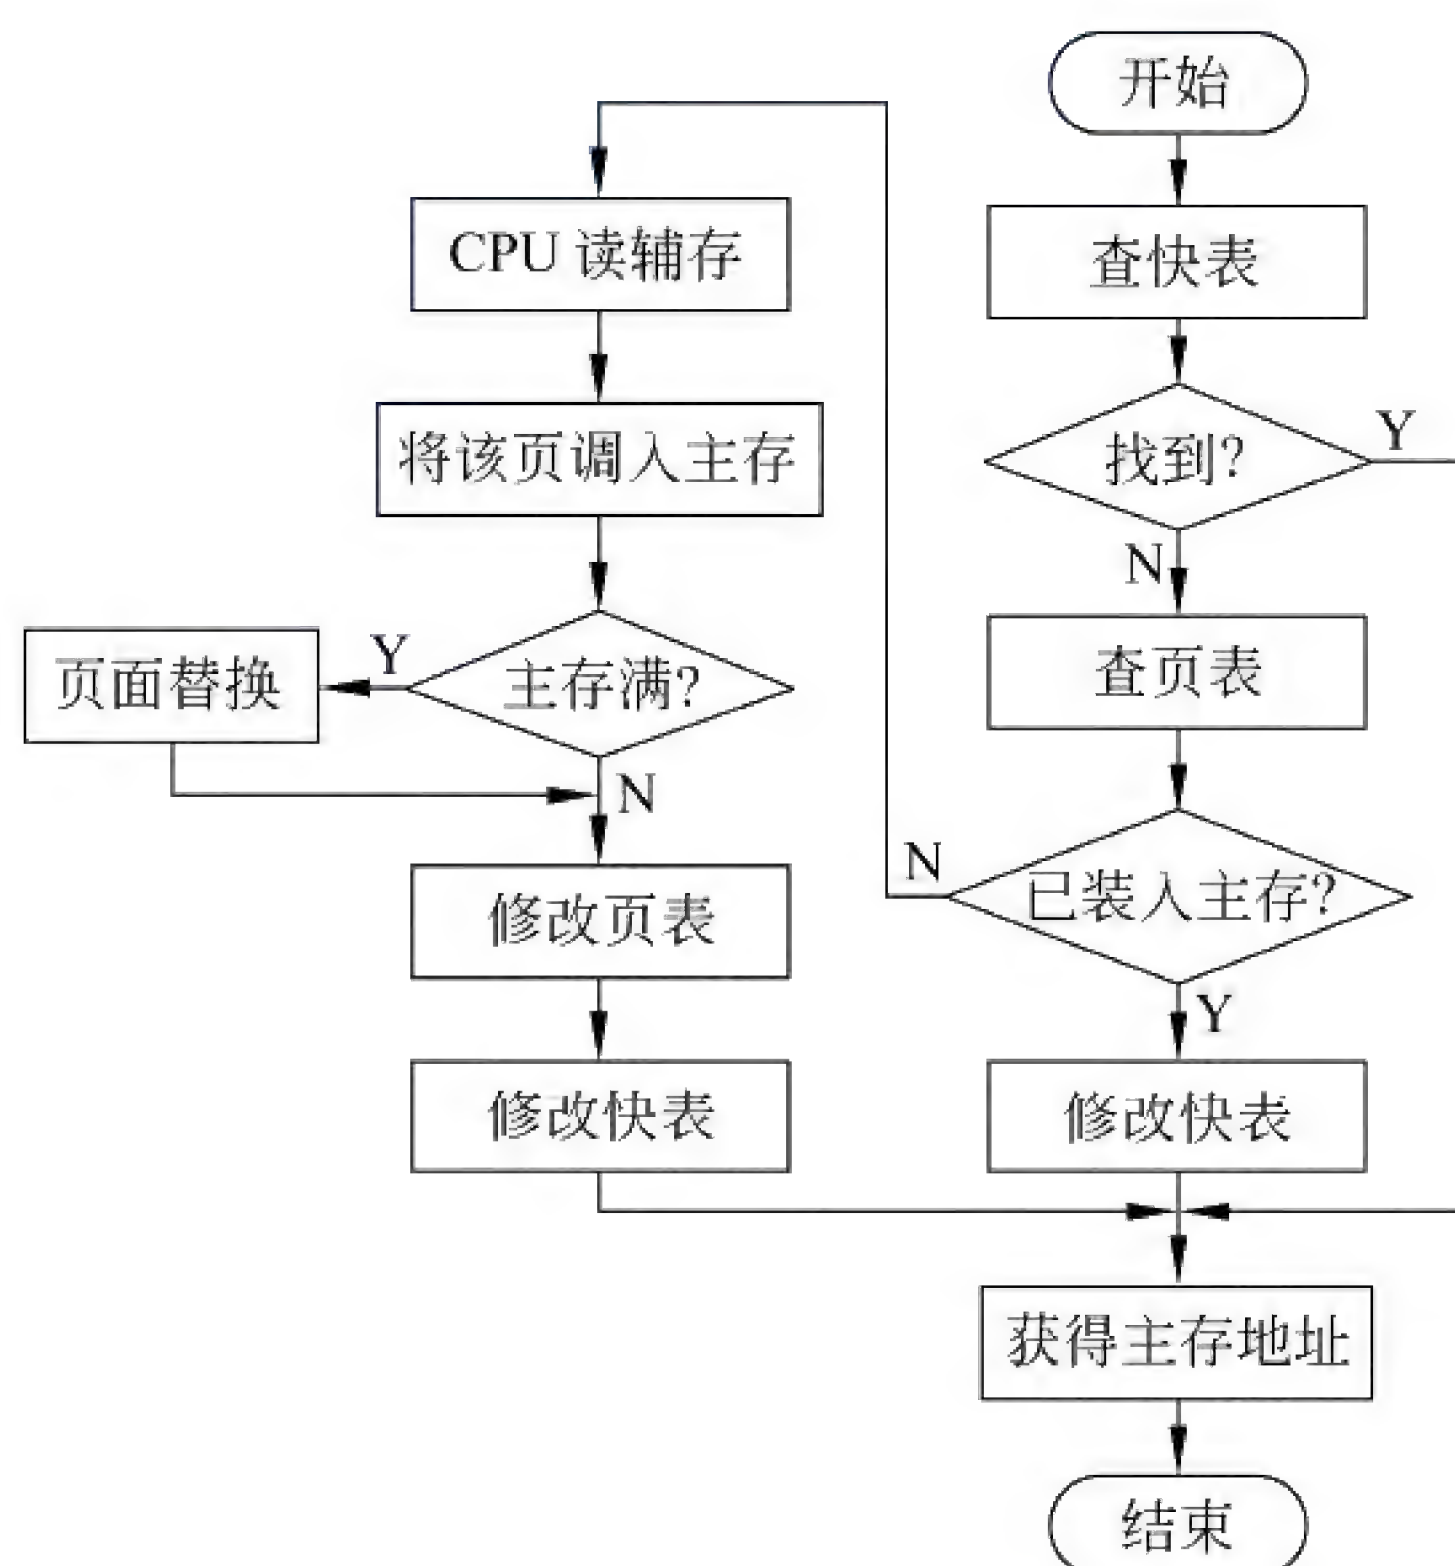 开始
查快表
找到?
Y
N
查页表
已装入主存?
N
Y
修改快表
CPU 读辅存
将该页调入主存
主存满?
Y
页面替换
N
修改页表
修改快表
获得主存地址
结束